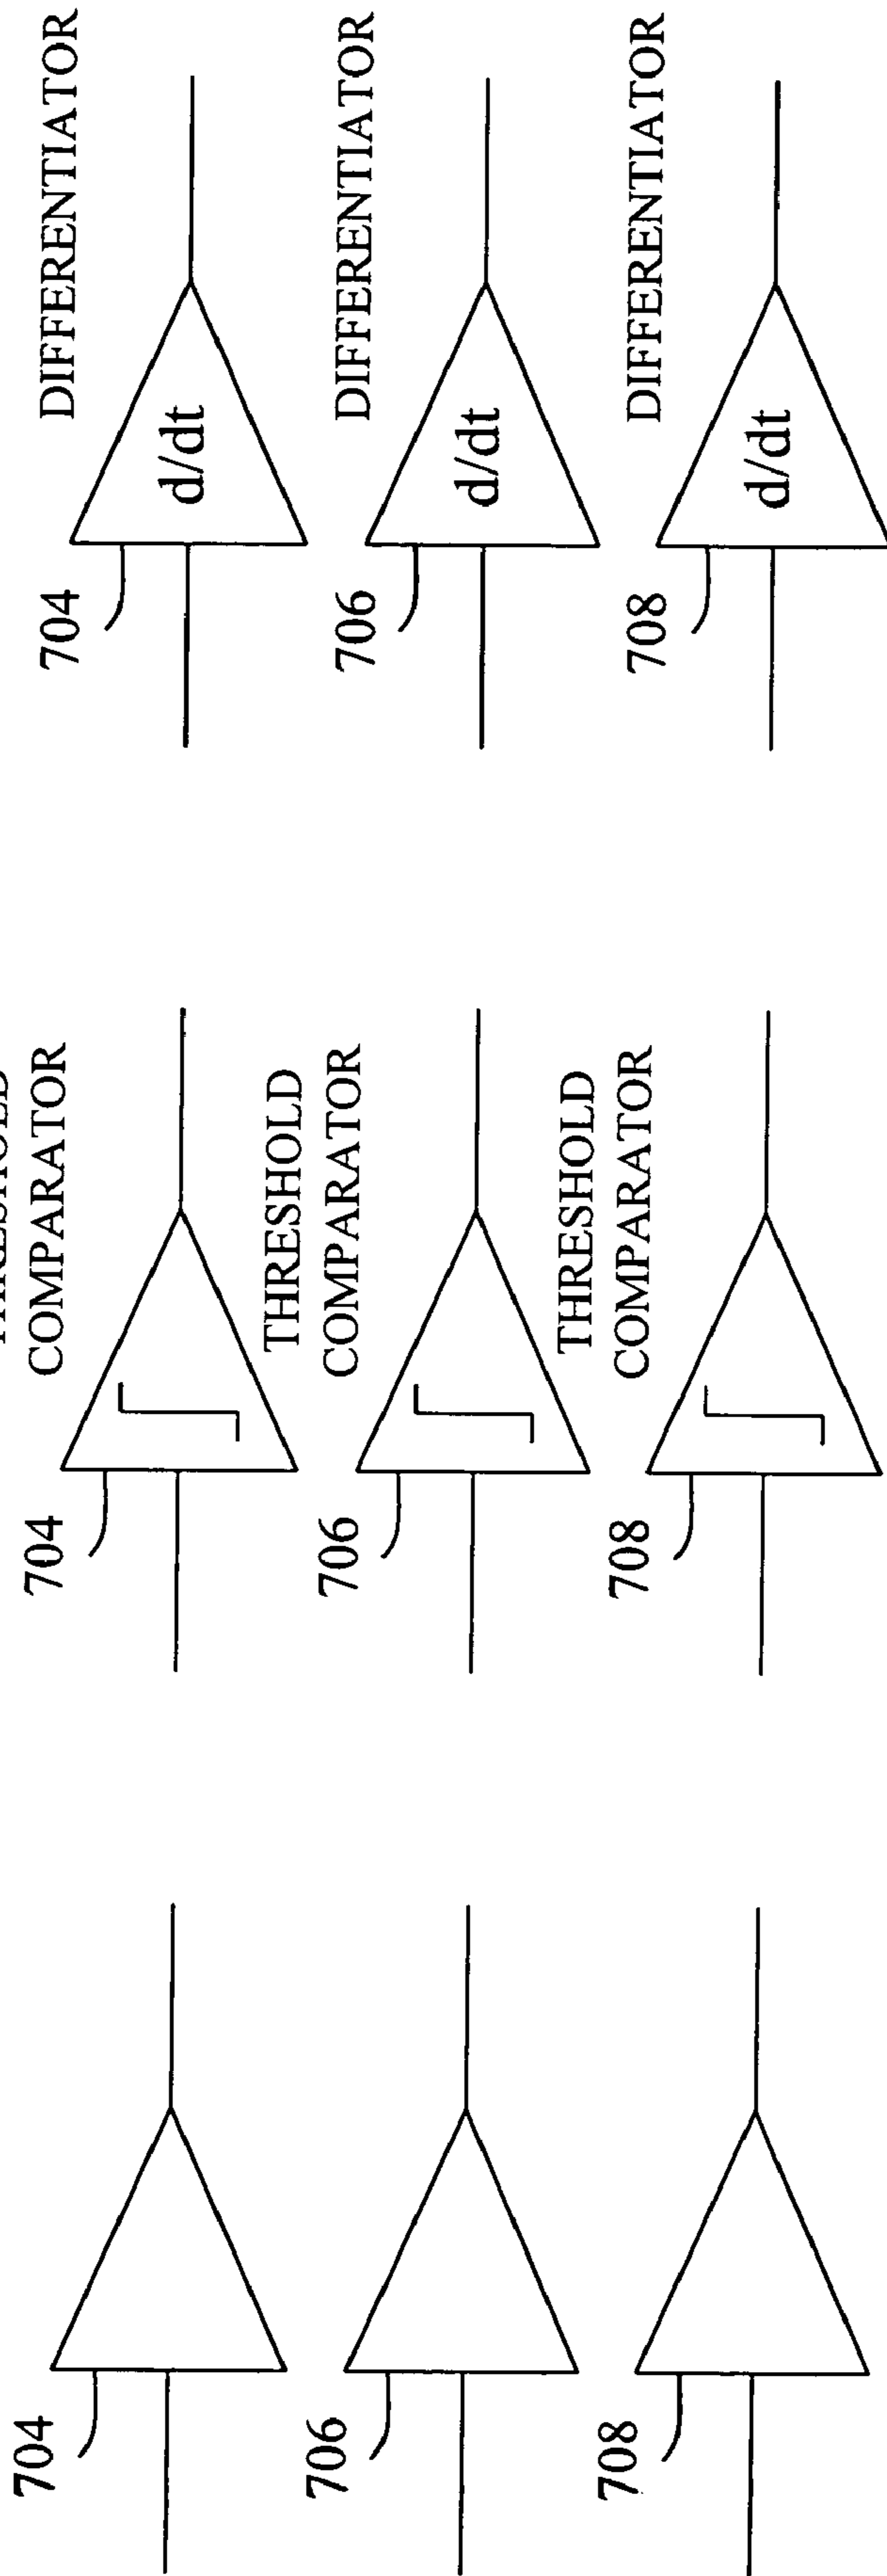 704
706
708
704
THRESHOLD
COMPARATOR
706
THRESHOLD
COMPARATOR
708
THRESHOLD
COMPARATOR
704
DIFFERENTIATOR
d/dt
706
DIFFERENTIATOR
d/dt
708
DIFFERENTIATOR
d/dt